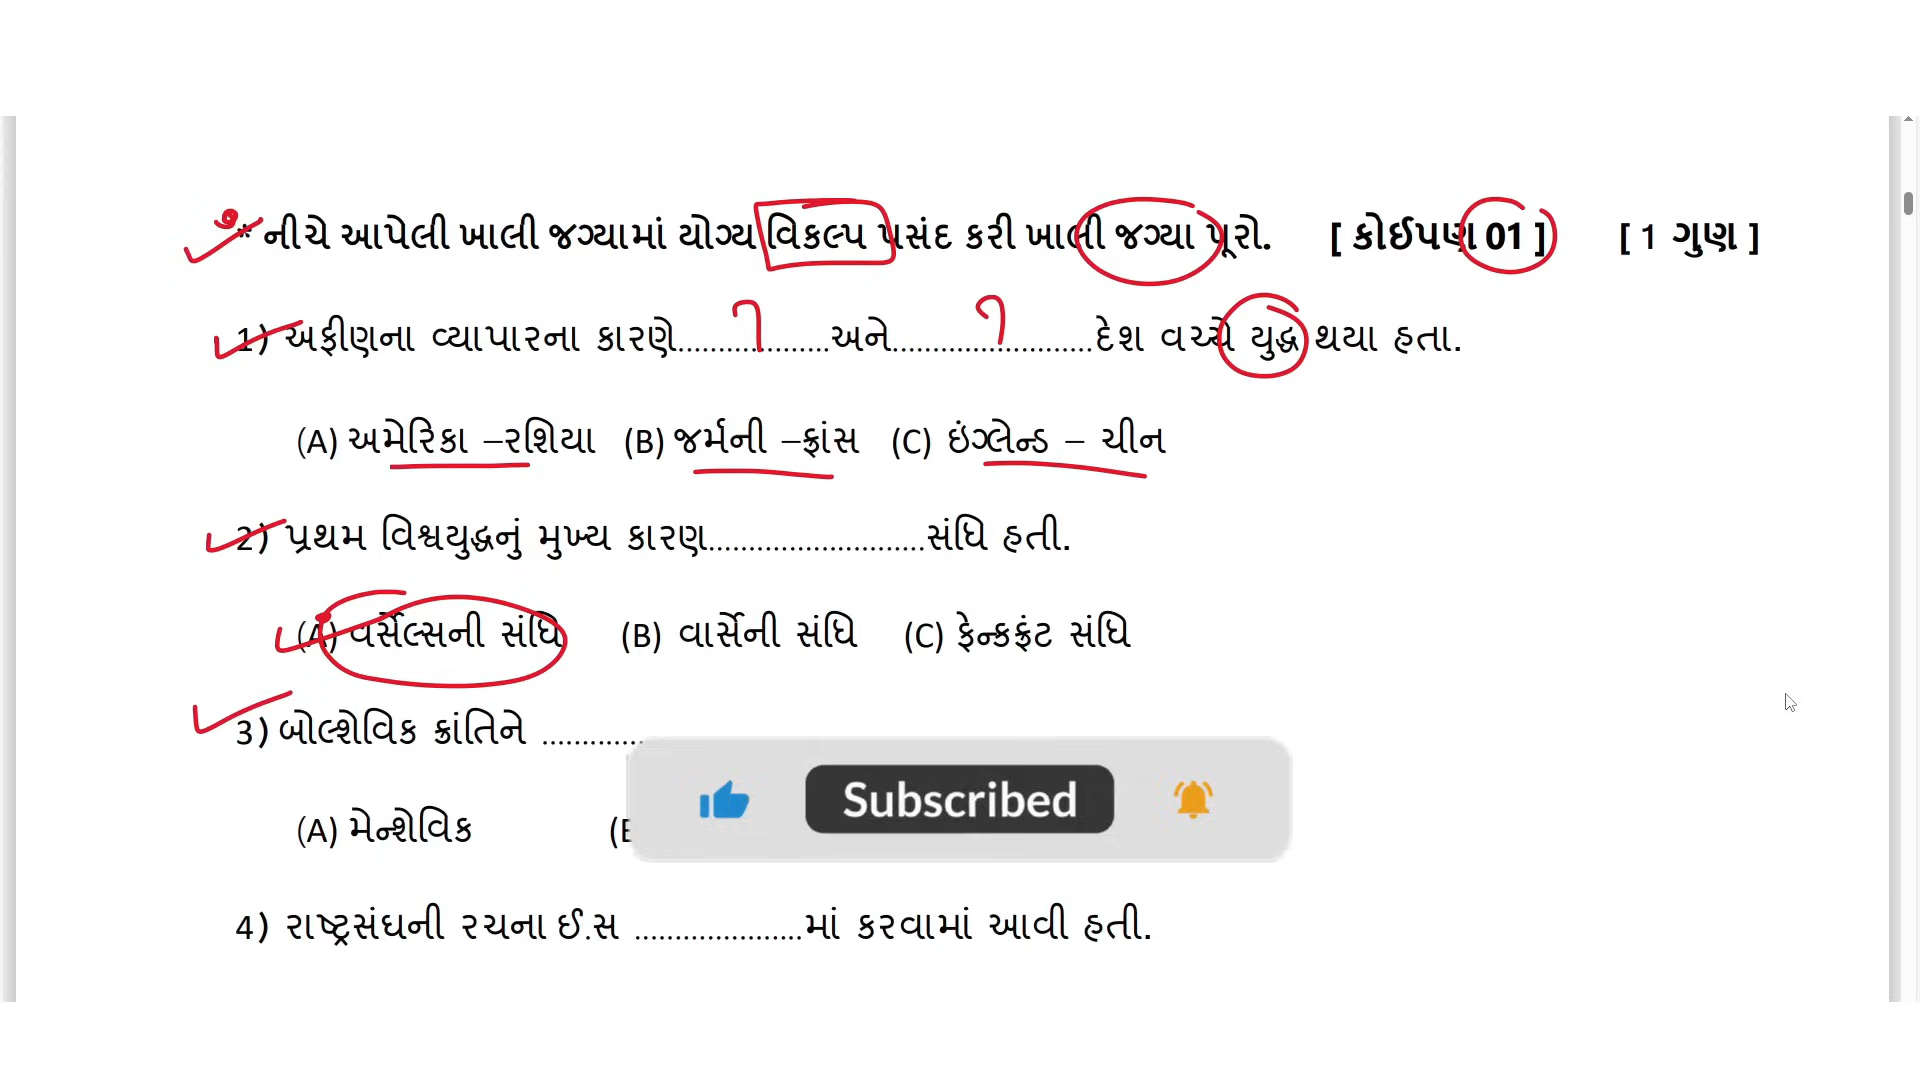 * નીચે આપેલી ખાલી જગ્યામાં યોગ્ય વિકલ્પ પસંદ કરી ખાલી જગ્યા પૂરો. [ કોઈપણ 01 ] [ 1 ગુણ ]
1) અફીણના વ્યાપારના કારણે...................અને.........................દેશ વચ્ચે યુદ્ધ થયા હતા.
(A) અમેરિકા –રશિયા (B) જર્મની –ફ્રાંસ (C) ઇંગ્લેન્ડ – ચીન
2) પ્રથમ વિશ્વયુદ્ધનું મુખ્ય કારણ...........................સંધિ હતી.
(A) વર્સેલ્સની સંધિ (B) વાર્સેની સંધિ (C) ફેન્કફ્રંટ સંધિ
3) બોલ્શેવિક ક્રાંતિને .............
(A) મેન્શેવિક
Subscribed
4) રાષ્ટ્રસંઘની રચના ઈ.સ .....................માં કરવામાં આવી હતી.